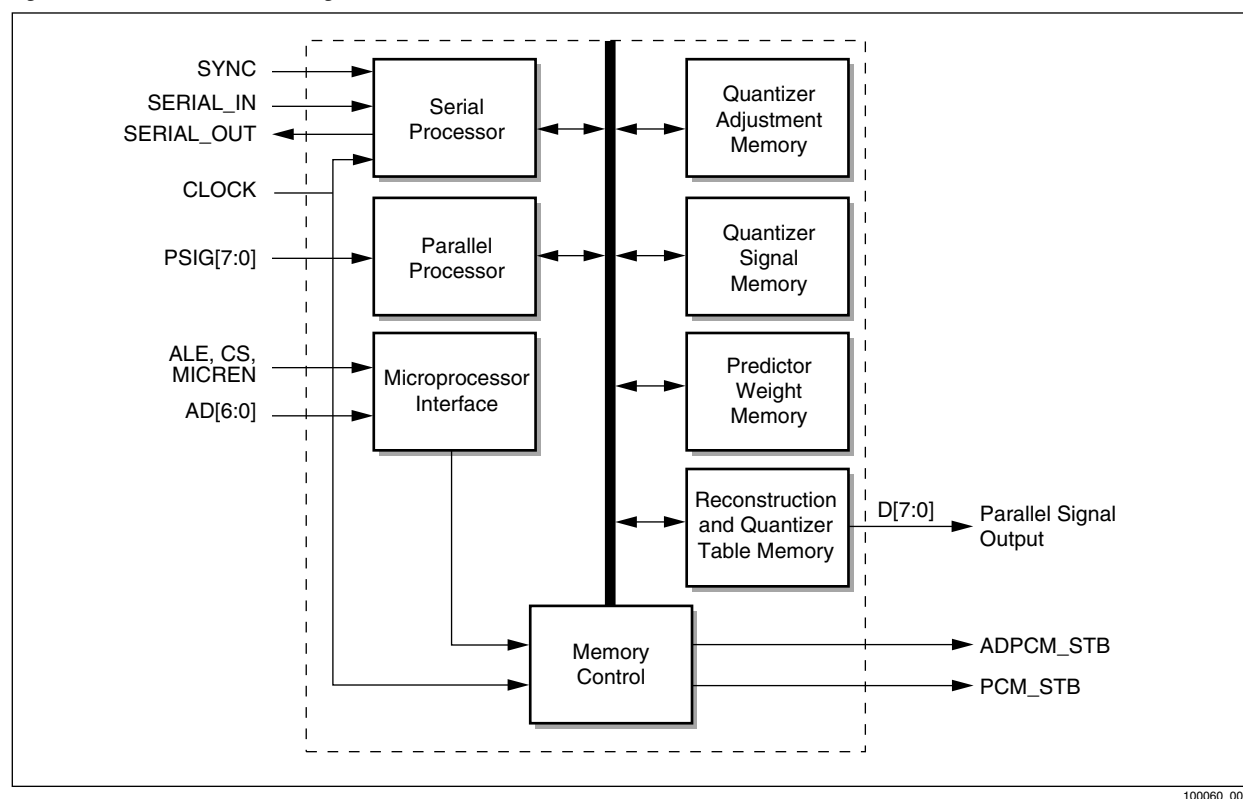 SYNC
SERIAL_IN
SERIAL_OUT
CLOCK
PSIG[7:0]
ALE, CS,
MICREN
AD[6:0]
Serial
Processor
Parallel
Processor
Microprocessor
Interface
Quantizer
Adjustment
Memory
Quantizer
Signal
Memory
Predictor
Weight
Memory
Reconstruction
and Quantizer
Table Memory
D[7:0]
Parallel Signal
Output
Memory
Control
ADPCM_STB
PCM_STB